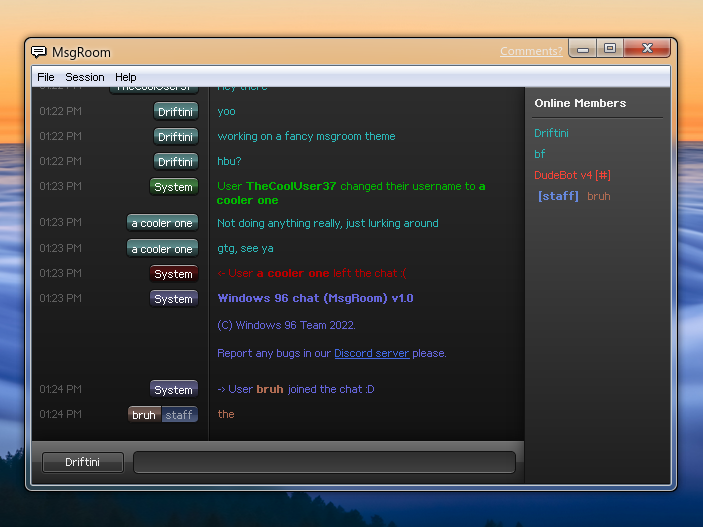 MsgRoom
Comments?
File Session Help
01:22 PM TheCoolUser37 Hey there
01:22 PM Driftini yoo
01:22 PM Driftini working on a fancy msgroom theme
01:22 PM Driftini hbu?
01:23 PM System User TheCoolUser37 changed their username to a
cooler one
01:23 PM a cooler one Not doing anything really, just lurking around
01:23 PM a cooler one gtg, see ya
01:23 PM System <- User a cooler one left the chat :(
01:23 PM System Windows 96 chat (MsgRoom) v1.0
(C) Windows 96 Team 2022.
Report any bugs in our Discord server please.
01:24 PM System -> User bruh joined the chat :D
01:24 PM bruh staff the
Driftini
Online Members
Driftini
bf
DudeBot v4 [#]
[staff] bruh